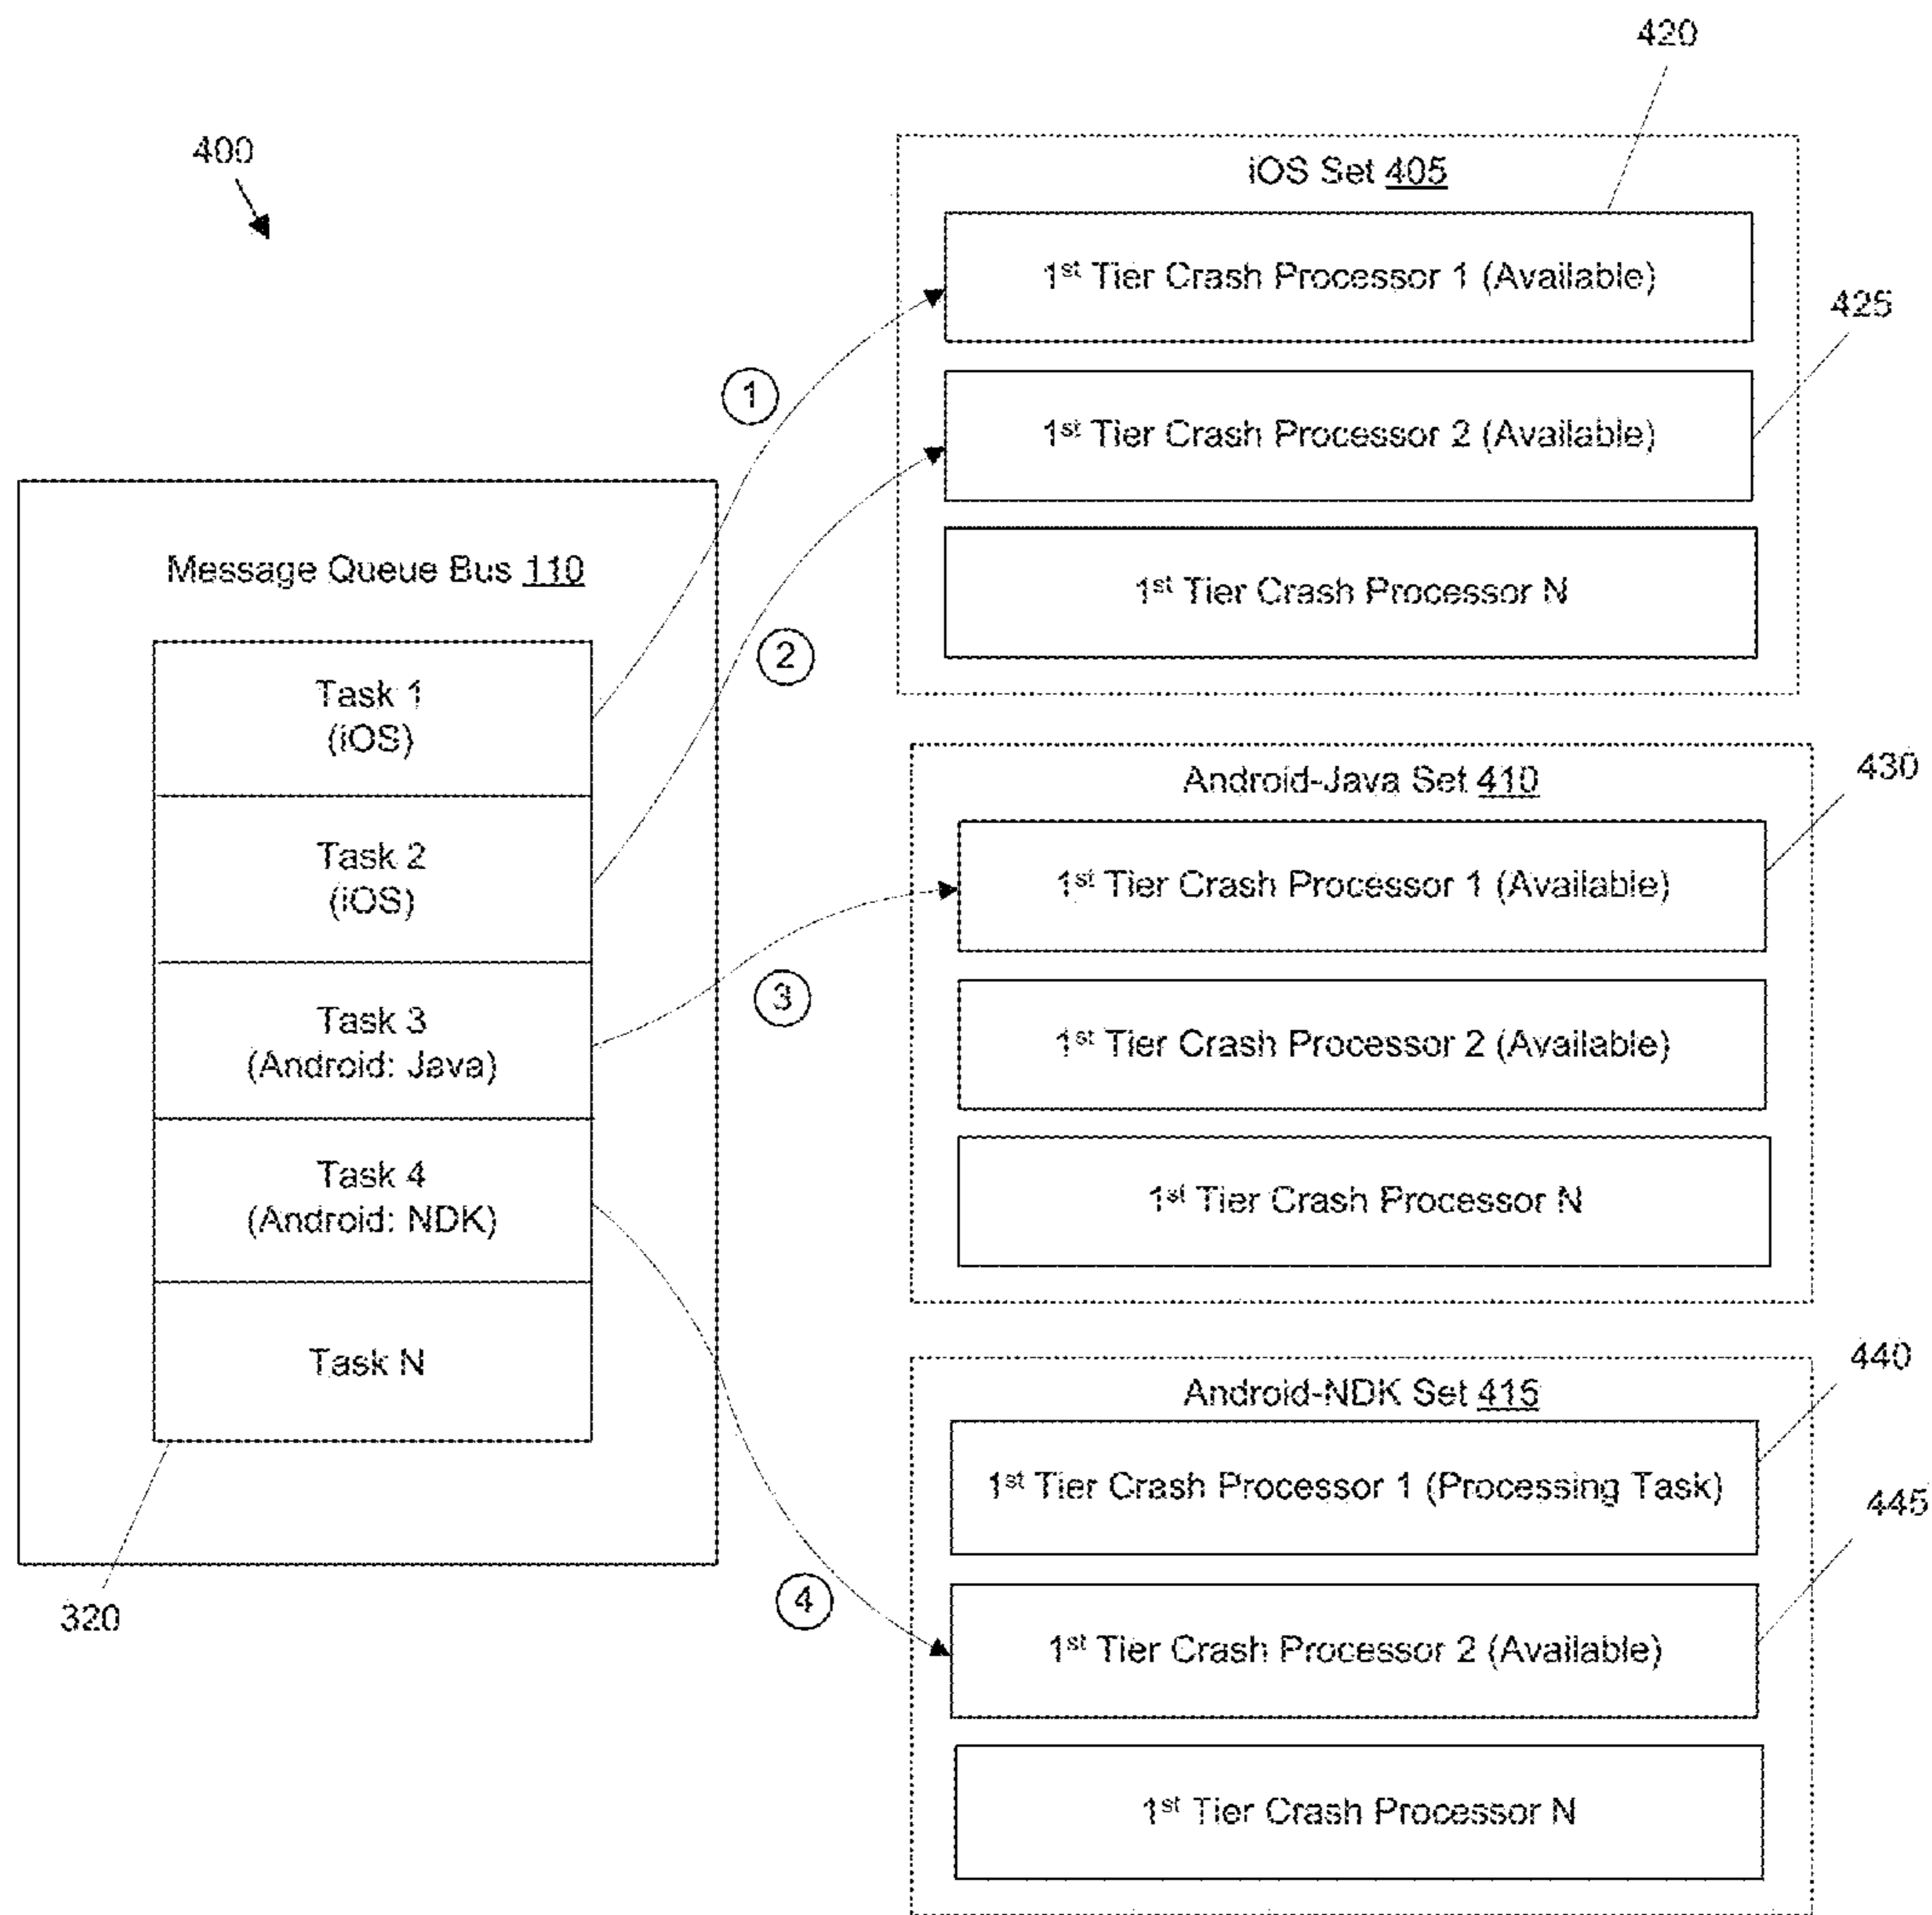 400
Message Queue Bus 110
Task 1
(iOS)
Task 2
(iOS)
Task 3
(Android: Java)
Task 4
(Android: NDK)
Task N
320
1
2
3
4
420
iOS Set 405
1st Tier Crash Processor 1 (Available)
425
1st Tier Crash Processor 2 (Available)
1st Tier Crash Processor N
Android-Java Set 410
430
1st Tier Crash Processor 1 (Available)
1st Tier Crash Processor 2 (Available)
1st Tier Crash Processor N
Android-NDK Set 415
440
1st Tier Crash Processor 1 (Processing Task)
445
1st Tier Crash Processor 2 (Available)
1st Tier Crash Processor N